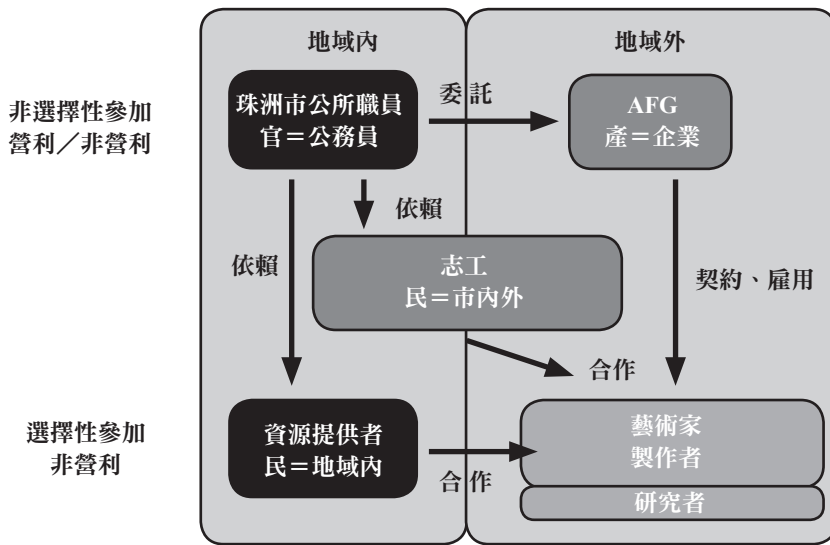 地域內
地域外
非選擇性參加
營利／非營利
珠洲市公所職員
官＝公務員
委託
AFG
產＝企業
依賴
依賴
志工
民＝市內外
契約、雇用
合作
選擇性參加
非營利
資源提供者
民＝地域內
合作
藝術家
製作者
研究者